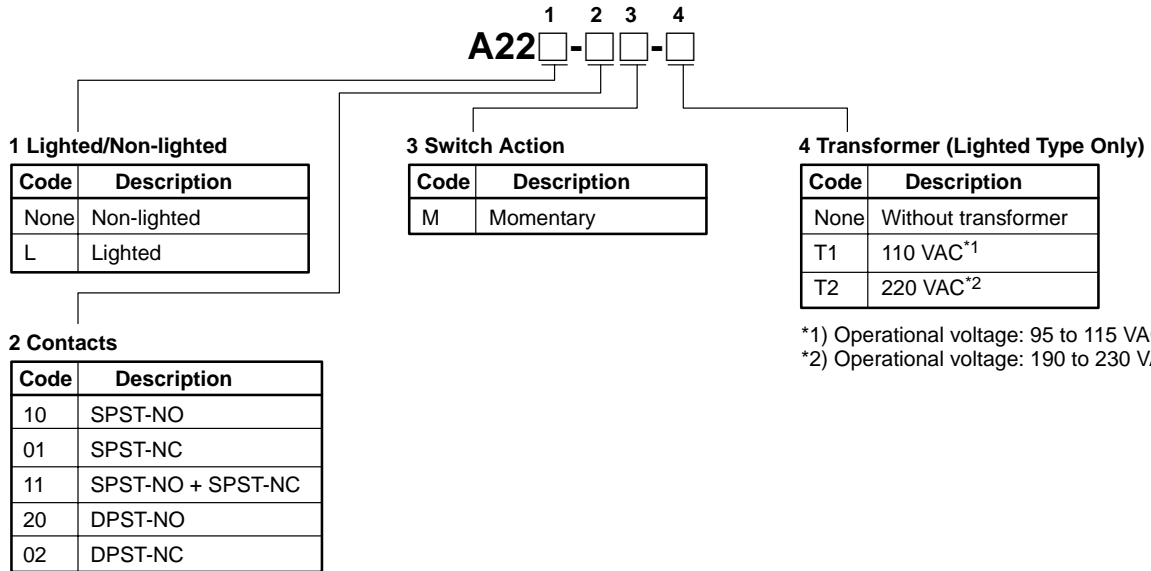 1 2 3 4
A22□-□□-□
1 Lighted/Non-lighted
Code Description
None Non-lighted
L Lighted
3 Switch Action
Code Description
M Momentary
4 Transformer (Lighted Type Only)
Code Description
None Without transformer
T1 110 VAC*1
T2 220 VAC*2
*1) Operational voltage: 95 to 115
*2) Operational voltage: 190 to 230
2 Contacts
Code Description
10 SPST-NO
01 SPST-NC
11 SPST-NO + SPST-NC
20 DPST-NO
02 DPST-NC